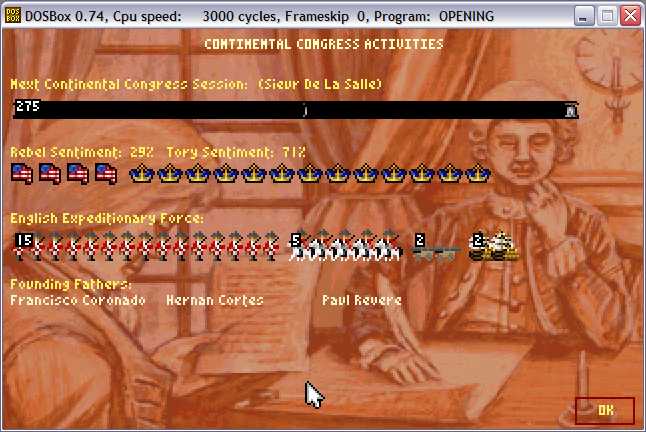 DOS
BOX
DOSBox 0.74, Cpu speed: 3000 cycles, Frameskip 0, Program: OPENING
CONTINENTAL CONGRESS ACTIVITIES
Next Continental Congress Session: (Sieur De La Salle)
275
Rebel Sentiment: 29% Tory Sentiment: 71%
English Expeditionary Force:
15 5 2 2
Founding Fathers:
Francisco Coronado Hernan Cortes Paul Revere
OK